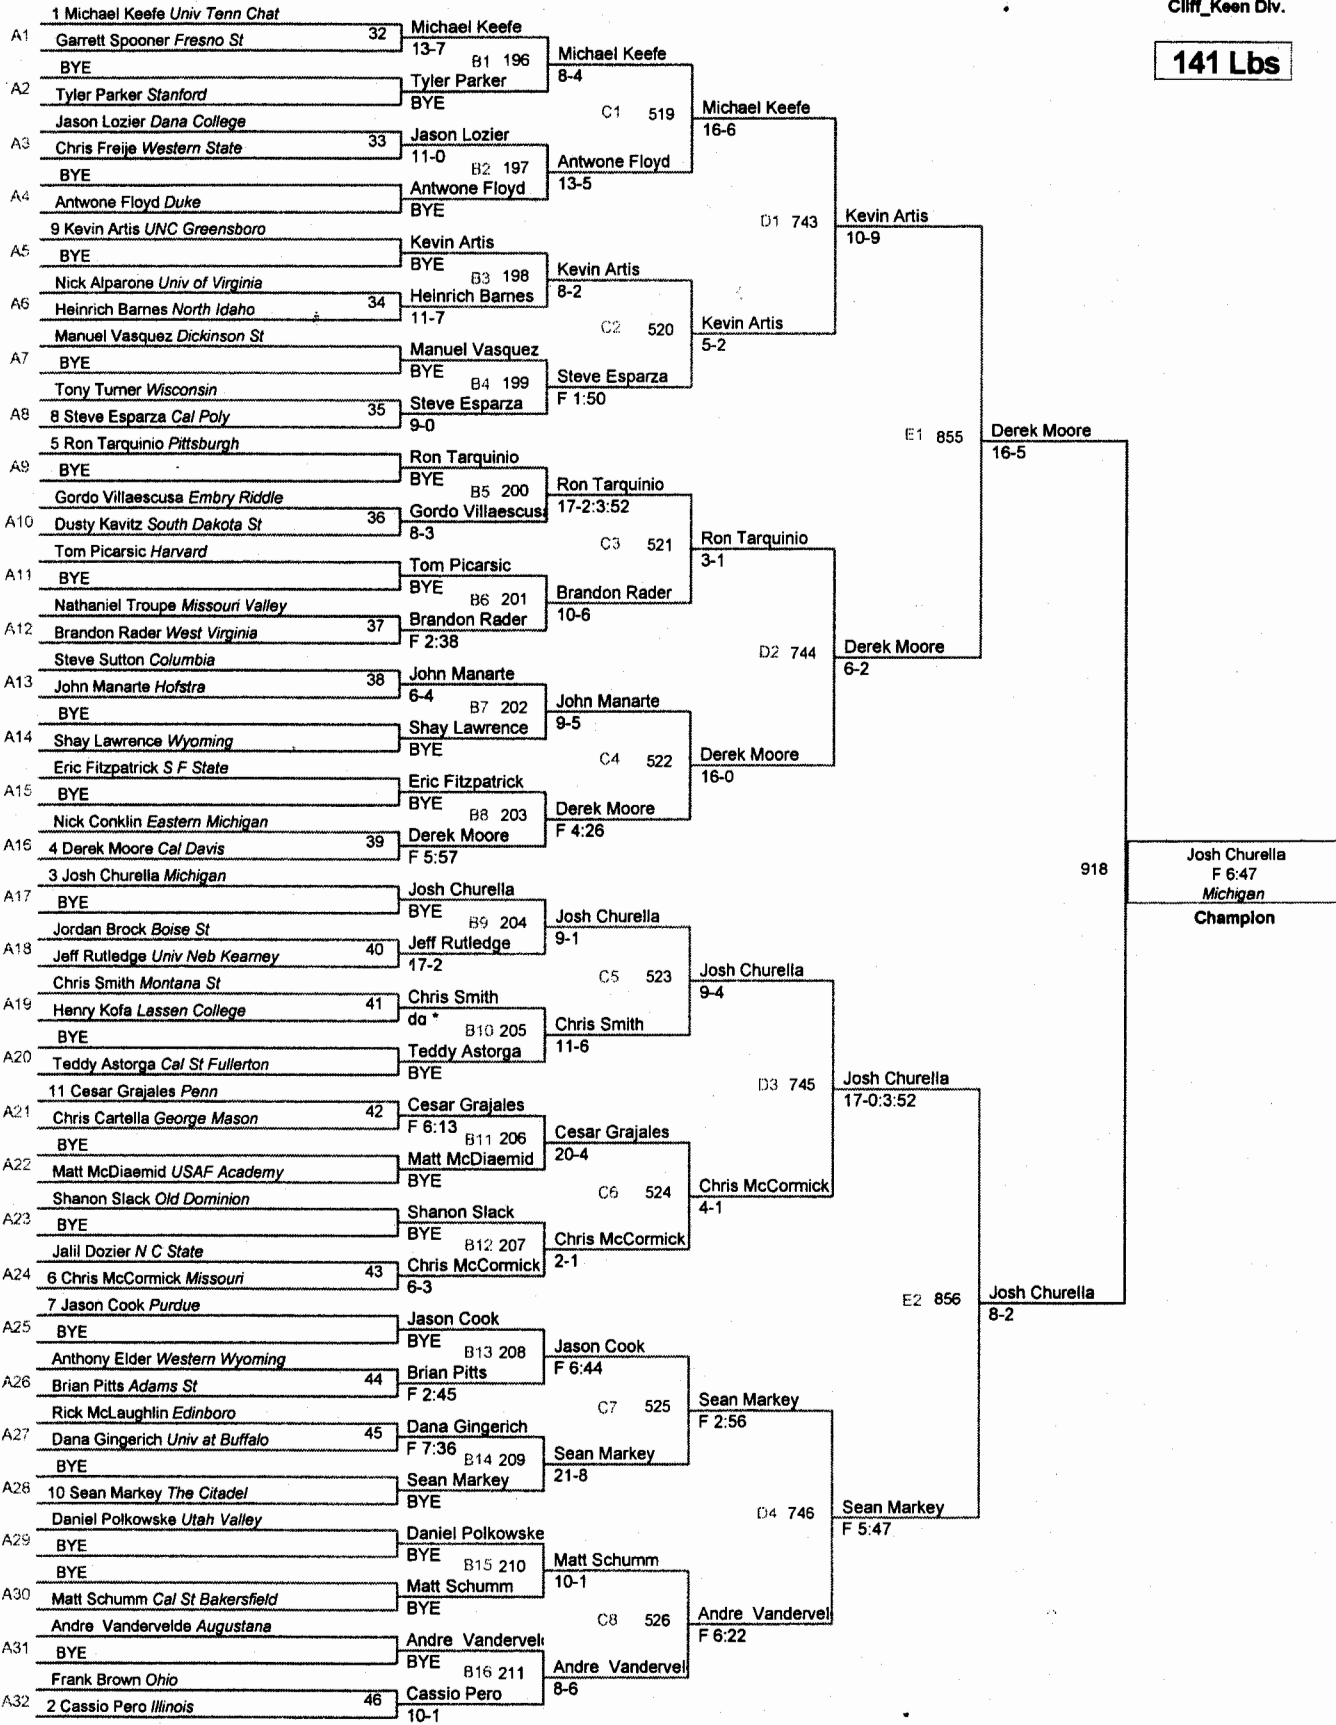 Cliff_Keen Div.
141 Lbs
1 Michael Keefe Univ Tenn Chat
A1
32
Garrett Spooner Fresno St
BYE
A2
Tyler Parker Stanford
Jason Lozier Dana College
A3
33
Chris Freije Western State
BYE
A4
Antwone Floyd Duke
9 Kevin Artis UNC Greensboro
A5
BYE
Nick Alparone Univ of Virginia
A6
34
Heinrich Barnes North Idaho
Manuel Vasquez Dickinson St
A7
BYE
Tony Turner Wisconsin
A8
35
8 Steve Esparza Cal Poly
5 Ron Tarquinio Pittsburgh
A9
BYE
Gordo Villaescusa Embry Riddle
A10
36
Dusty Kavitz South Dakota St
Tom Picarsic Harvard
A11
BYE
Nathaniel Troupe Missouri Valley
A12
37
Brandon Rader West Virginia
Steve Sutton Columbia
A13
38
John Manarte Hofstra
BYE
A14
Shay Lawrence Wyoming
Eric Fitzpatrick S F State
A15
BYE
Nick Conklin Eastern Michigan
A16
39
4 Derek Moore Cal Davis
3 Josh Churella Michigan
A17
BYE
Jordan Brock Boise St
A18
40
Jeff Rutledge Univ Neb Kearney
Chris Smith Montana St
A19
41
Henry Kofa Lassen College
BYE
A20
Teddy Astorga Cal St Fullerton
11 Cesar Grajales Penn
A21
42
Chris Cartella George Mason
BYE
A22
Matt McDiaemid USAF Academy
Shanon Slack Old Dominion
A23
BYE
Jalil Dozier N C State
A24
43
6 Chris McCormick Missouri
7 Jason Cook Purdue
A25
BYE
Anthony Elder Western Wyoming
A26
44
Brian Pitts Adams St
Rick McLaughlin Edinboro
A27
45
Dana Gingerich Univ at Buffalo
BYE
A28
10 Sean Markey The Citadel
Daniel Polkowske Utah Valley
A29
BYE
BYE
A30
Matt Schumm Cal St Bakersfield
Andre Vandervelde Augustana
A31
BYE
Frank Brown Ohio
A32
46
2 Cassio Pero Illinois
Michael Keefe
13-7
B1 196
Tyler Parker
BYE
Jason Lozier
11-0
B2 197
Antwone Floyd
BYE
Kevin Artis
BYE
B3 198
Heinrich Barnes
11-7
Manuel Vasquez
BYE
B4 199
Steve Esparza
9-0
Ron Tarquinio
BYE
B5 200
Gordo Villaescusa
8-3
Tom Picarsic
BYE
B6 201
Brandon Rader
F 2:38
John Manarte
6-4
B7 202
Shay Lawrence
BYE
Eric Fitzpatrick
BYE
B8 203
Derek Moore
F 5:57
Josh Churella
BYE
B9 204
Jeff Rutledge
17-2
Chris Smith
dq *
B10 205
Teddy Astorga
BYE
Cesar Grajales
F 6:13
B11 206
Matt McDiaemid
BYE
Shanon Slack
BYE
B12 207
Chris McCormick
6-3
Jason Cook
BYE
B13 208
Brian Pitts
F 2:45
Dana Gingerich
F 7:36
B14 209
Sean Markey
BYE
Daniel Polkowske
BYE
B15 210
Matt Schumm
BYE
Andre Vandervel
BYE
B16 211
Cassio Pero
10-1
Michael Keefe
8-4
C1 519
Antwone Floyd
13-5
Kevin Artis
8-2
C2 520
Steve Esparza
F 1:50
Ron Tarquinio
17-2:3:52
C3 521
Brandon Rader
10-6
John Manarte
9-5
C4 522
Derek Moore
F 4:26
Josh Churella
9-1
C5 523
Chris Smith
11-6
Cesar Grajales
20-4
C6 524
Chris McCormick
2-1
Jason Cook
F 6:44
C7 525
Sean Markey
21-8
Matt Schumm
10-1
C8 526
Andre Vandervel
8-6
Michael Keefe
16-6
D1 743
Kevin Artis
5-2
Ron Tarquinio
3-1
D2 744
Derek Moore
16-0
Josh Churella
9-4
D3 745
Chris McCormick
4-1
Sean Markey
F 2:56
D4 746
Andre Vandervel
F 6:22
Kevin Artis
10-9
E1 855
Derek Moore
6-2
Josh Churella
17-0:3:52
E2 856
Sean Markey
F 5:47
Derek Moore
16-5
918
Josh Churella
8-2
Josh Churella
F 6:47
Michigan
Champion